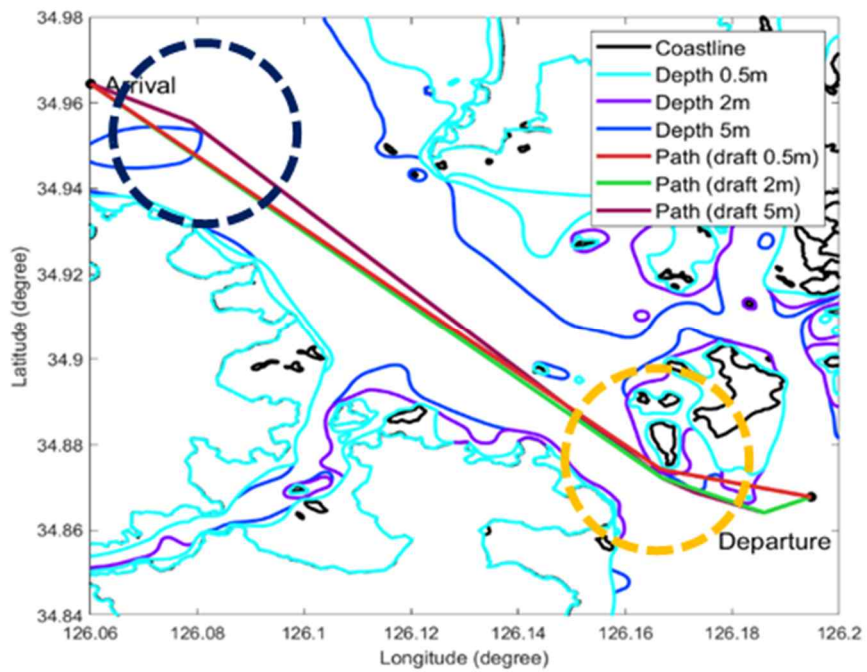 34.98
34.96
34.94
34.92
34.9
34.88
34.86
34.84
Latitude (degree)
Arrival
Coastline
Depth 0.5m
Depth 2m
Depth 5m
Path (draft 0.5m)
Path (draft 2m)
Path (draft 5m)
Departure
126.06 126.08 126.1 126.12 126.14 126.16 126.18 126.2
Longitude (degree)